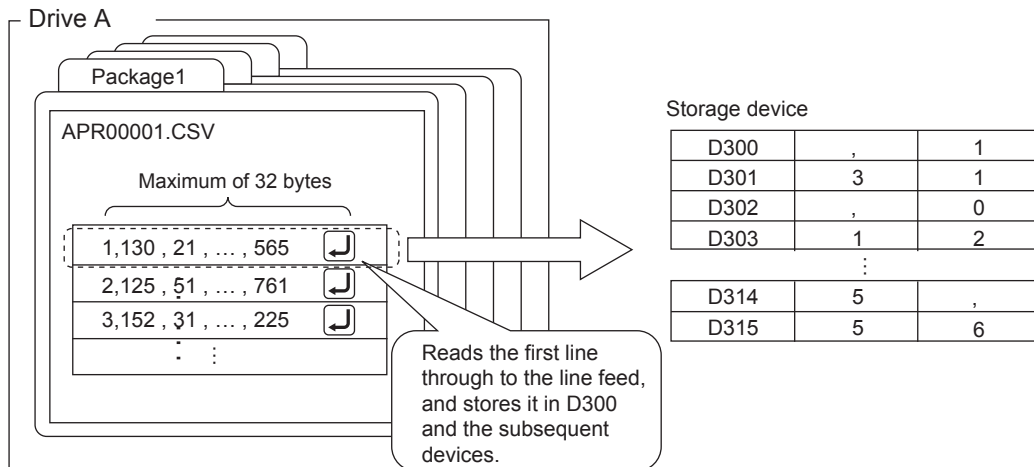 Drive A
Package1
APR00001.CSV
Maximum of 32 bytes
1,130 , 21 , … , 565
2,125 , 51 , … , 761
3,152 , 31 , … , 225
⋮
Reads the first line
through to the line feed,
and stores it in D300
and the subsequent
devices.
Storage device
D300 , 1
D301 3 1
D302 , 0
D303 1 2
⋮
D314 5 ,
D315 5 6